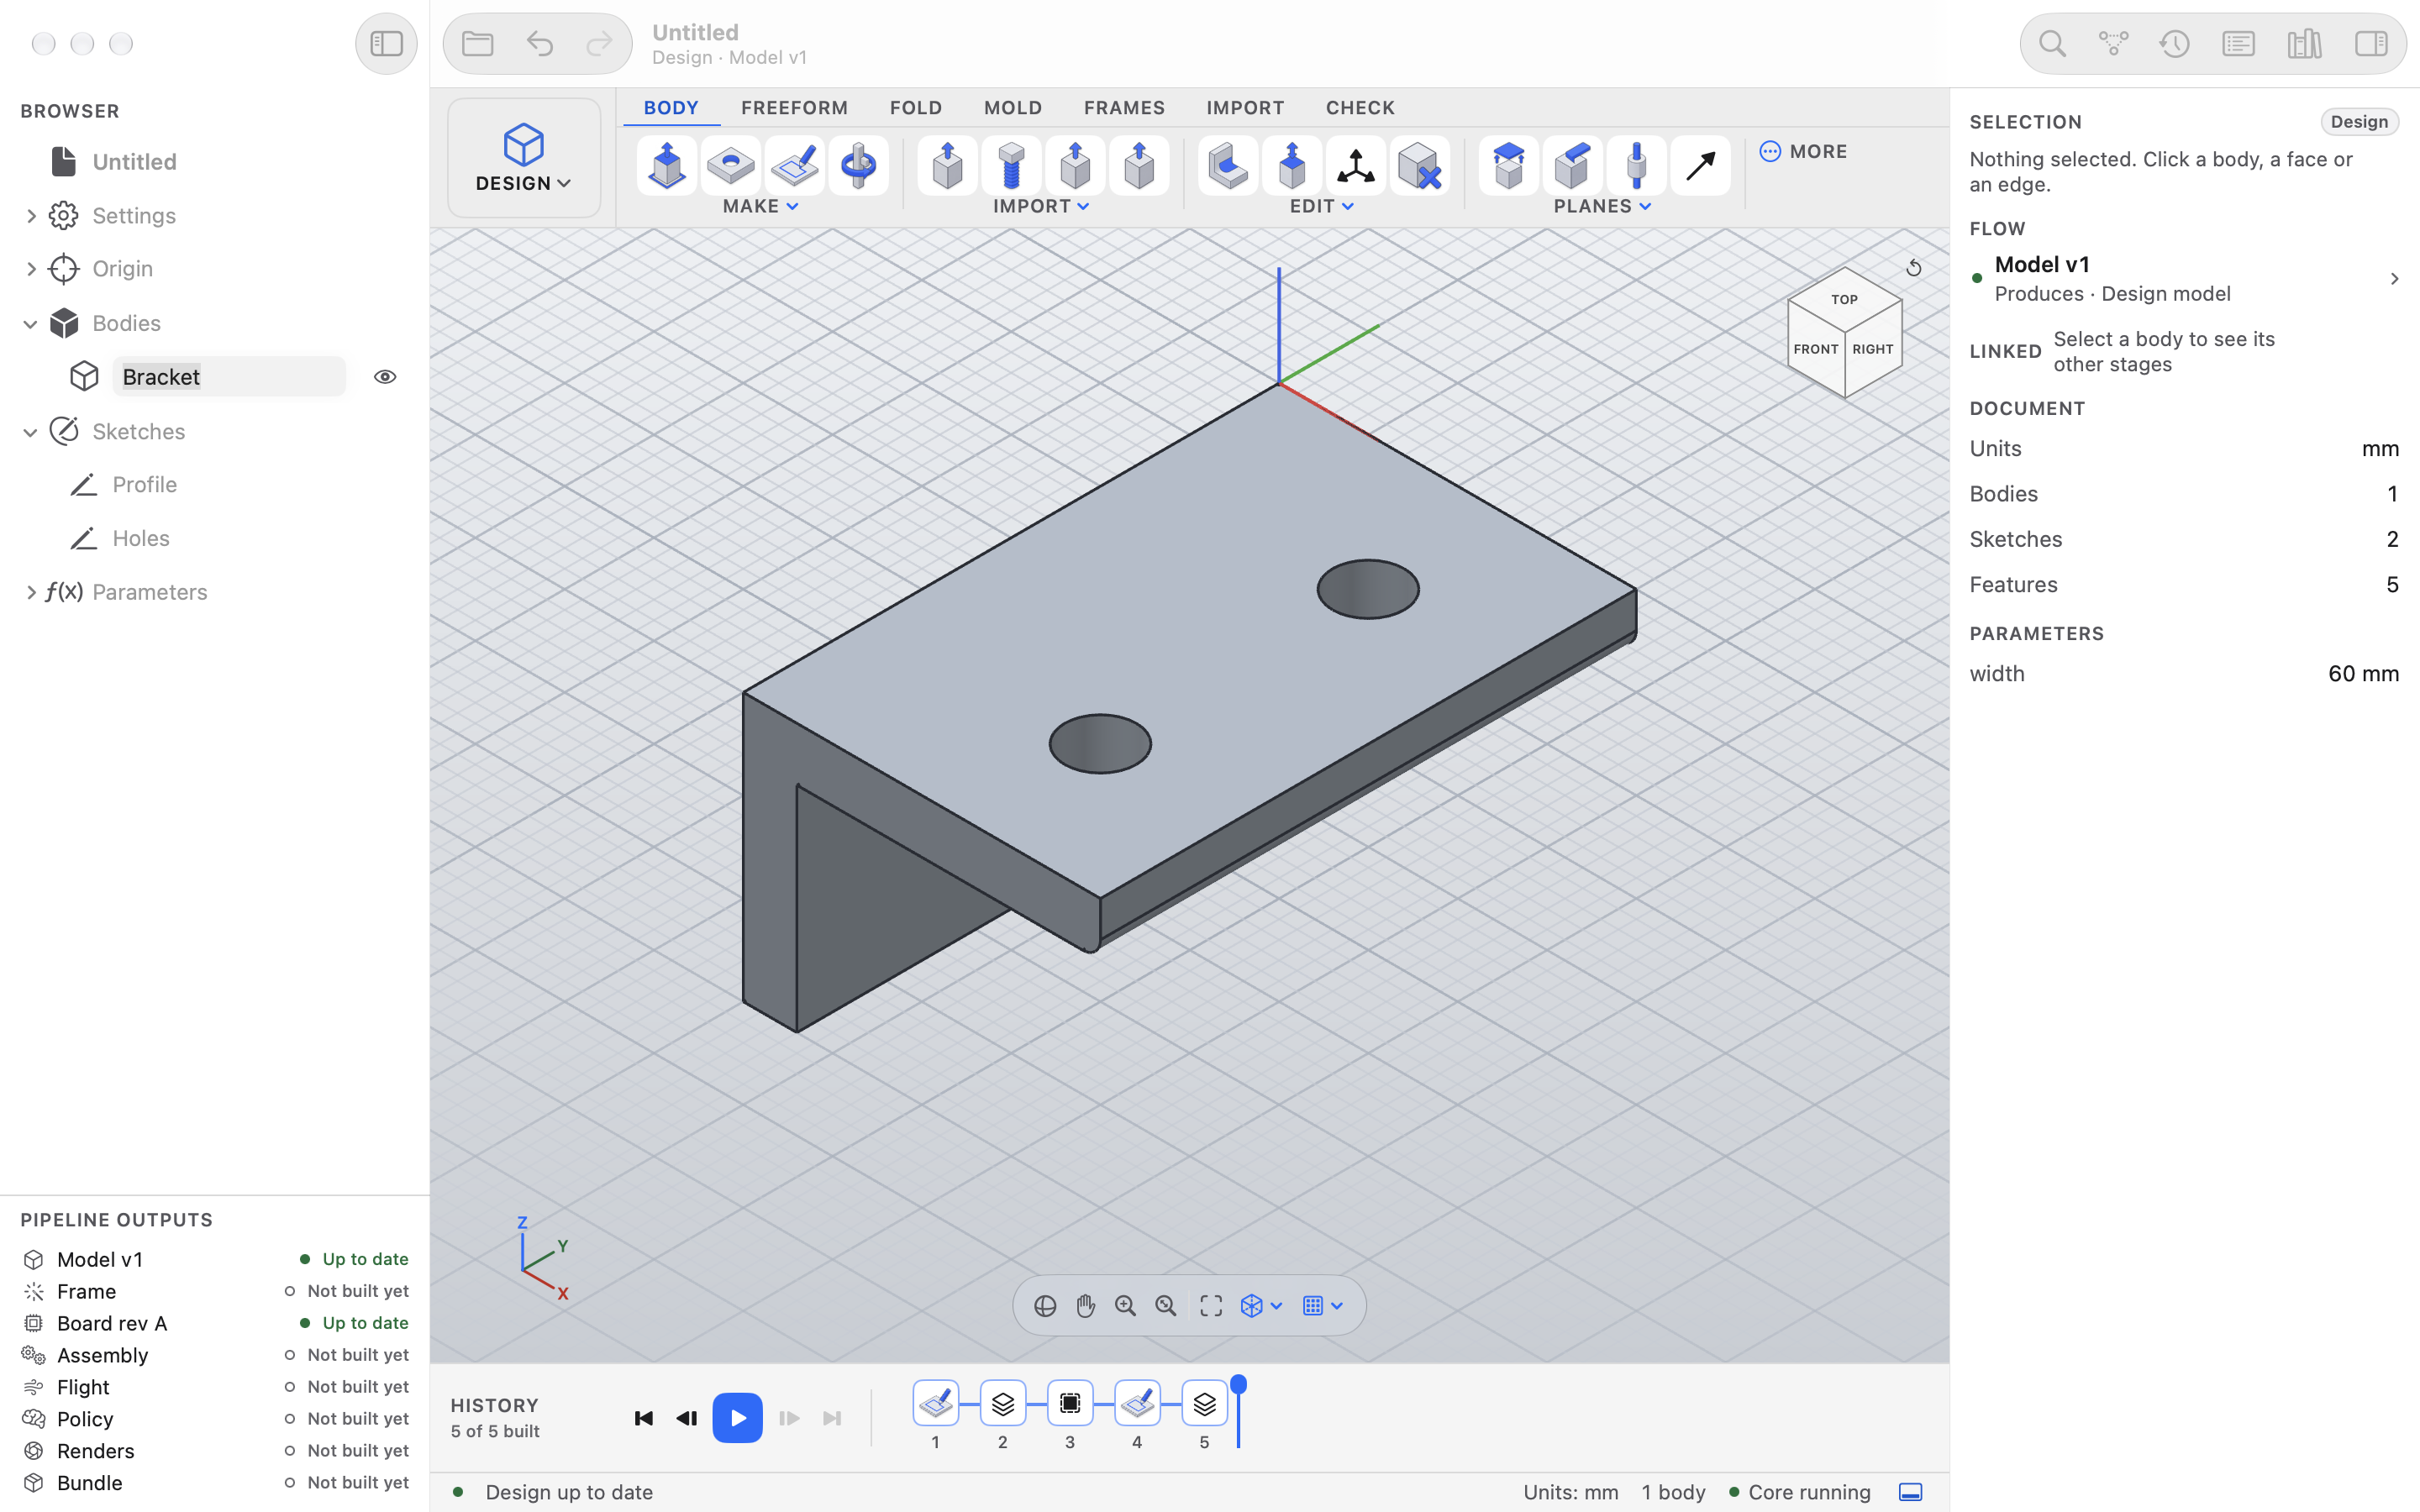 Untitled
Design · Model v1
BROWSER
Untitled
Settings
Origin
Bodies
Bracket
Sketches
Profile
Holes
f(x) Parameters
PIPELINE OUTPUTS
Model v1 Up to date
Frame Not built yet
Board rev A Up to date
Assembly Not built yet
Flight Not built yet
Policy Not built yet
Renders Not built yet
Bundle Not built yet
DESIGN
BODY FREEFORM FOLD MOLD FRAMES IMPORT CHECK
MAKE IMPORT EDIT PLANES MORE
TOP
FRONT RIGHT
Z
Y
X
HISTORY
5 of 5 built
1 2 3 4 5
Design up to date
Units: mm 1 body Core running
SELECTION Design
Nothing selected. Click a body, a face or
an edge.
FLOW
Model v1
Produces · Design model
LINKED Select a body to see its
other stages
DOCUMENT
Units mm
Bodies 1
Sketches 2
Features 5
PARAMETERS
width 60 mm